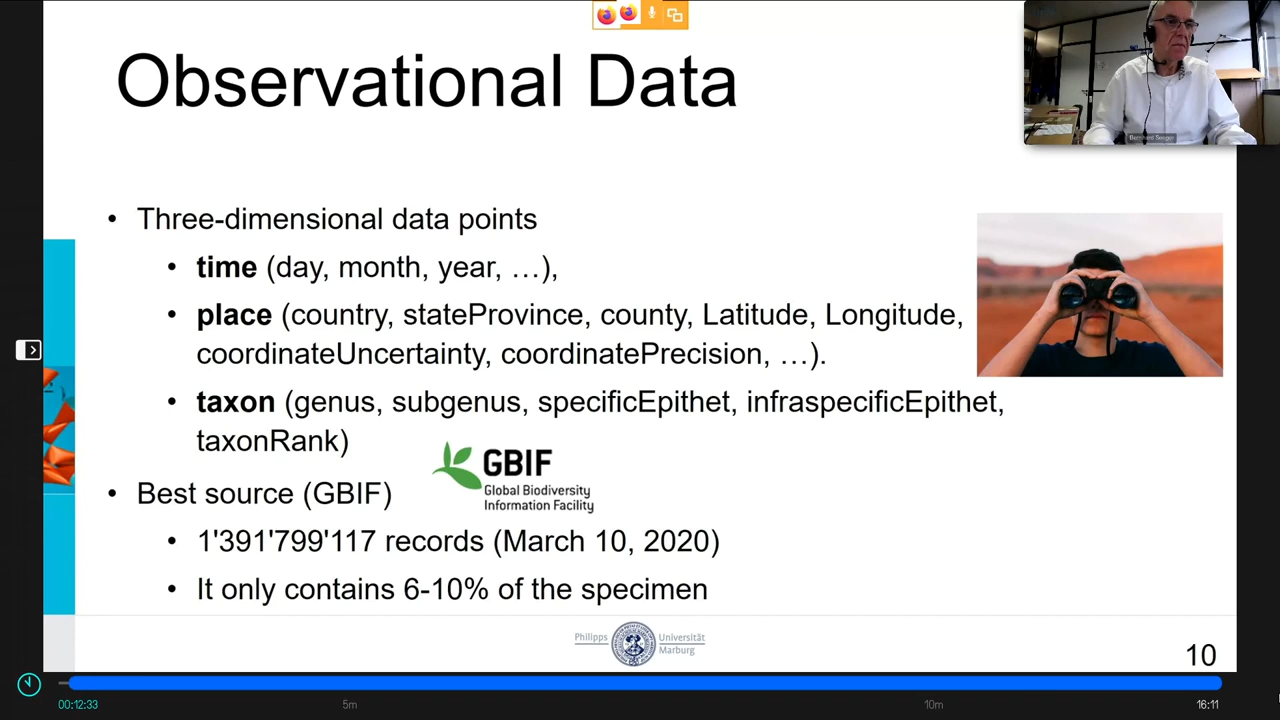 Observational Data
Bernhard Seeger
• Three-dimensional data points
• time (day, month, year, …),
• place (country, stateProvince, county, Latitude, Longitude,
coordinateUncertainty, coordinatePrecision, …).
• taxon (genus, subgenus, specificEpithet, infraspecificEpithet,
taxonRank)
• Best source (GBIF)
GBIF
Global Biodiversity
Information Facility
• 1'391'799'117 records (March 10, 2020)
• It only contains 6-10% of the specimen
Philipps Universität
Marburg
10
00:12:33 5m 10m 16:11